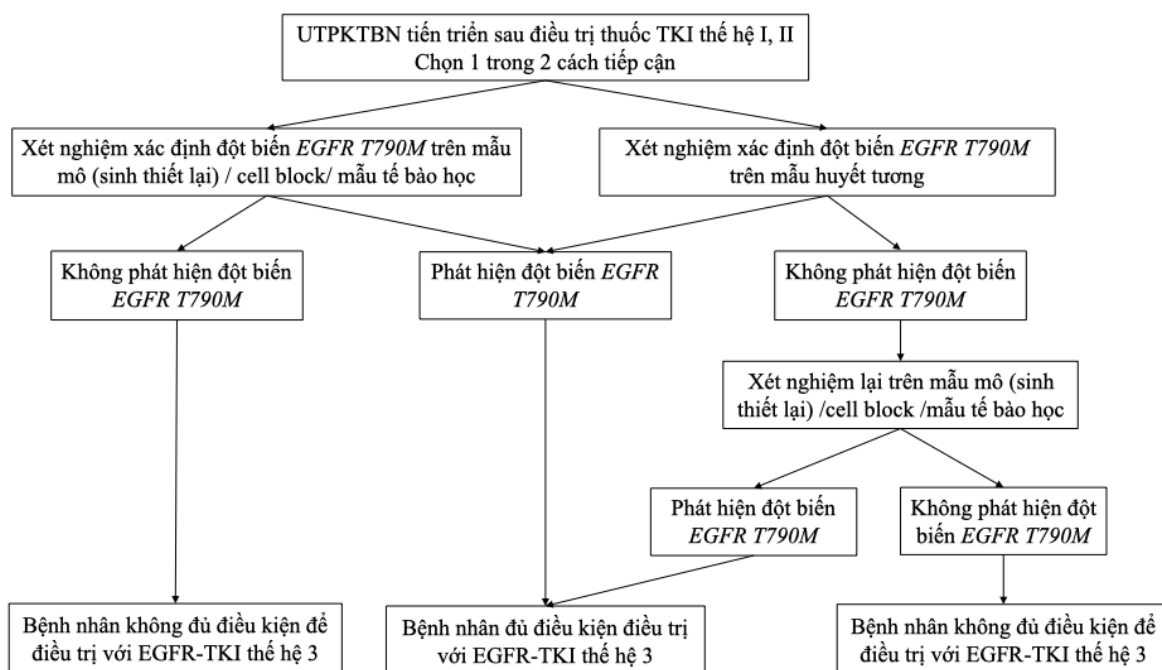 UTPKTBN tiến triển sau điều trị thuốc TKI thế hệ I, II
Chọn 1 trong 2 cách tiếp cận
Xét nghiệm xác định đột biến EGFR T790M trên mẫu
mô (sinh thiết lại) / cell block/ mẫu tế bào học
Xét nghiệm xác định đột biến EGFR T790M
trên mẫu huyết tương
Không phát hiện đột biến
EGFR T790M
Phát hiện đột biến EGFR
T790M
Không phát hiện đột biến
EGFR T790M
Xét nghiệm lại trên mẫu mô (sinh
thiết lại) /cell block /mẫu tế bào học
Phát hiện đột biến
EGFR T790M
Không phát hiện đột
biến EGFR T790M
Bệnh nhân không đủ điều kiện để
điều trị với EGFR-TKI thế hệ 3
Bệnh nhân đủ điều kiện điều trị
với EGFR-TKI thế hệ 3
Bệnh nhân không đủ điều kiện để
điều trị với EGFR-TKI thế hệ 3